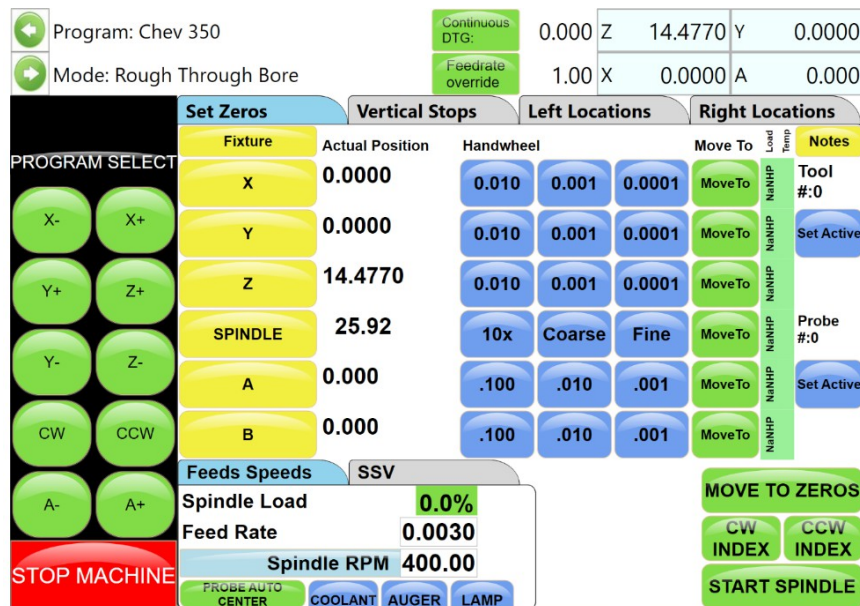 Program: Chev 350
Continuous DTG: 0.000 Z 14.4770 Y 0.0000
Mode: Rough Through Bore
Feedrate override 1.00 X 0.0000 A 0.000
Set Zeros Vertical Stops Left Locations Right Locations
PROGRAM SELECT
X- X+
Y+ Z+
Y- Z-
CW CCW
A- A+
STOP MACHINE
Fixture Actual Position Handwheel Move To Load Temp Notes
X 0.0000 0.010 0.001 0.0001 MoveTo NaNHP
Tool #:0
Y 0.0000 0.010 0.001 0.0001 MoveTo NaNHP Set Active
Z 14.4770 0.010 0.001 0.0001 MoveTo NaNHP
SPINDLE 25.92 10x Coarse Fine MoveTo NaNHP
Probe #:0
A 0.000 .100 .010 .001 MoveTo NaNHP Set Active
B 0.000 .100 .010 .001 MoveTo NaNHP
Feeds Speeds SSV
Spindle Load 0.0%
Feed Rate 0.0030
Spindle RPM 400.00
PROBE AUTO CENTER COOLANT AUGER LAMP
MOVE TO ZEROS
CW INDEX CCW INDEX
START SPINDLE